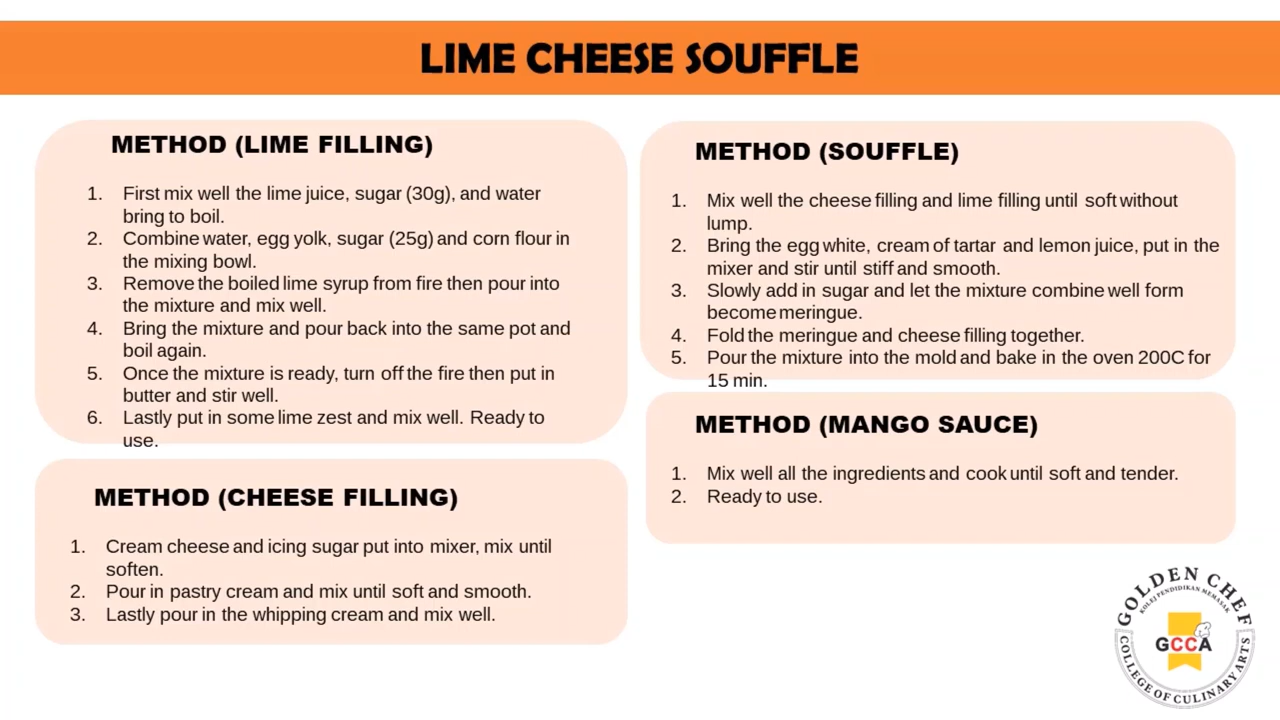 LIME CHEESE SOUFFLE
METHOD (LIME FILLING)
1. First mix well the lime juice, sugar (30g), and water
bring to boil.
2. Combine water, egg yolk, sugar (25g) and corn flour in
the mixing bowl.
3. Remove the boiled lime syrup from fire then pour into
the mixture and mix well.
4. Bring the mixture and pour back into the same pot and
boil again.
5. Once the mixture is ready, turn off the fire then put in
butter and stir well.
6. Lastly put in some lime zest and mix well. Ready to
use.
METHOD (CHEESE FILLING)
1. Cream cheese and icing sugar put into mixer, mix until
soften.
2. Pour in pastry cream and mix until soft and smooth.
3. Lastly pour in the whipping cream and mix well.
METHOD (SOUFFLE)
1. Mix well the cheese filling and lime filling until soft without
lump.
2. Bring the egg white, cream of tartar and lemon juice, put in the
mixer and stir until stiff and smooth.
3. Slowly add in sugar and let the mixture combine well form
become meringue.
4. Fold the meringue and cheese filling together.
5. Pour the mixture into the mold and bake in the oven 200C for
15 min.
METHOD (MANGO SAUCE)
1. Mix well all the ingredients and cook until soft and tender.
2. Ready to use.
GOLDEN CHEF
KOLEJ PENDIDIKAN MEMASAK
GCCA
COLLEGE OF CULINARY ARTS